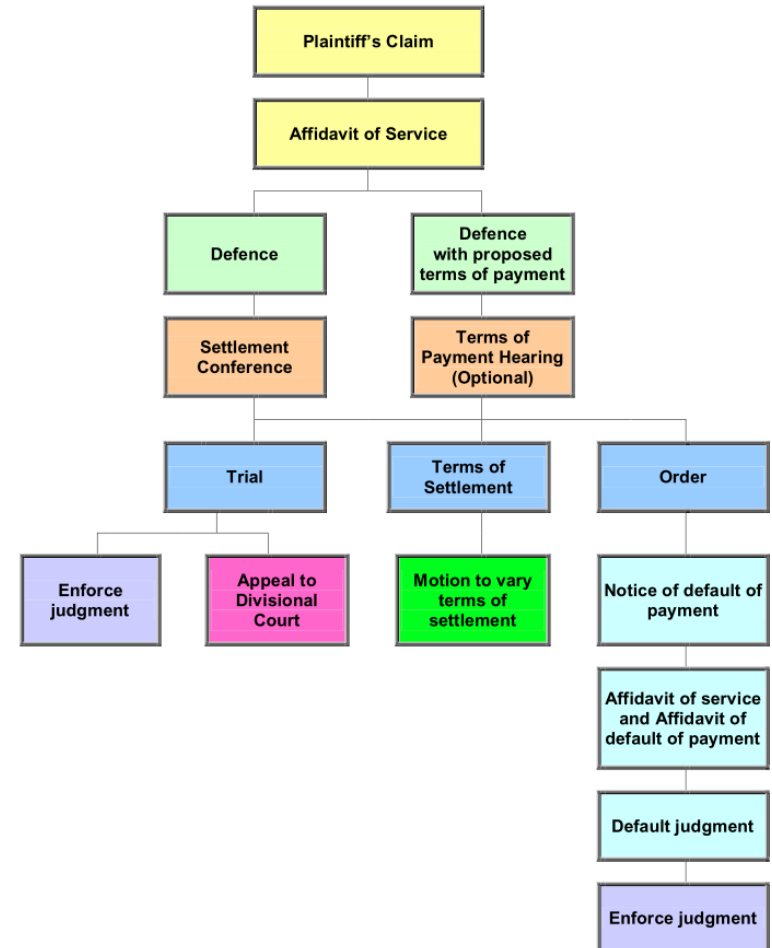 Plaintiff’s Claim
Affidavit of Service
Defence
Defence
with proposed
terms of payment
Settlement
Conference
Terms of
Payment Hearing
(Optional)
Trial
Terms of
Settlement
Order
Enforce
judgment
Appeal to
Divisional
Court
Motion to vary
terms of
settlement
Notice of default of
payment
Affidavit of service
and Affidavit of
default of payment
Default judgment
Enforce judgment